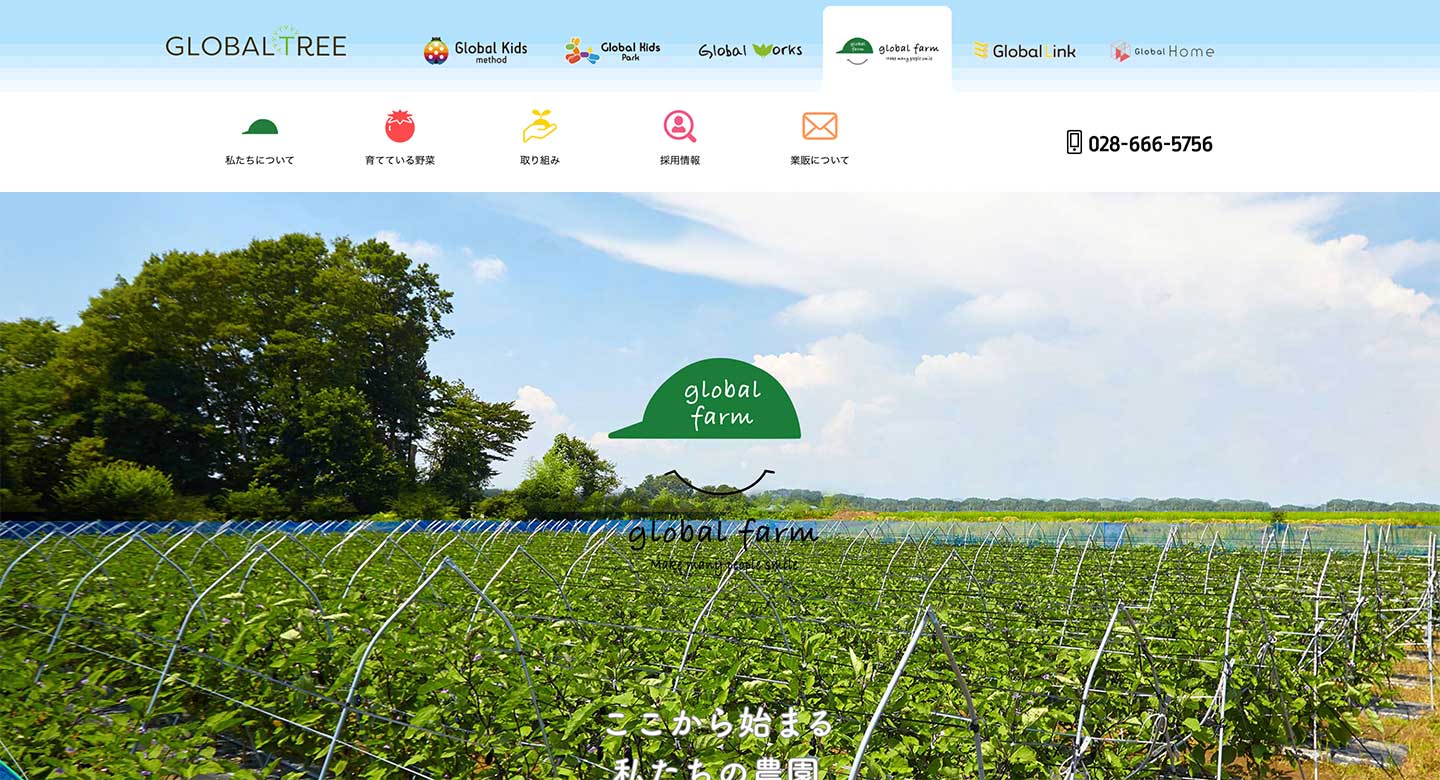 GLOBAL TREE
Global Kids
method
Global Kids
Park
Global Works
global
farm
global farm
make many people smile
Global Link
Global Home
私たちについて
育てている野菜
取り組み
採用情報
業販について
028-666-5756
global
farm
global farm
Make many people smile
ここから始まる
私たちの農園